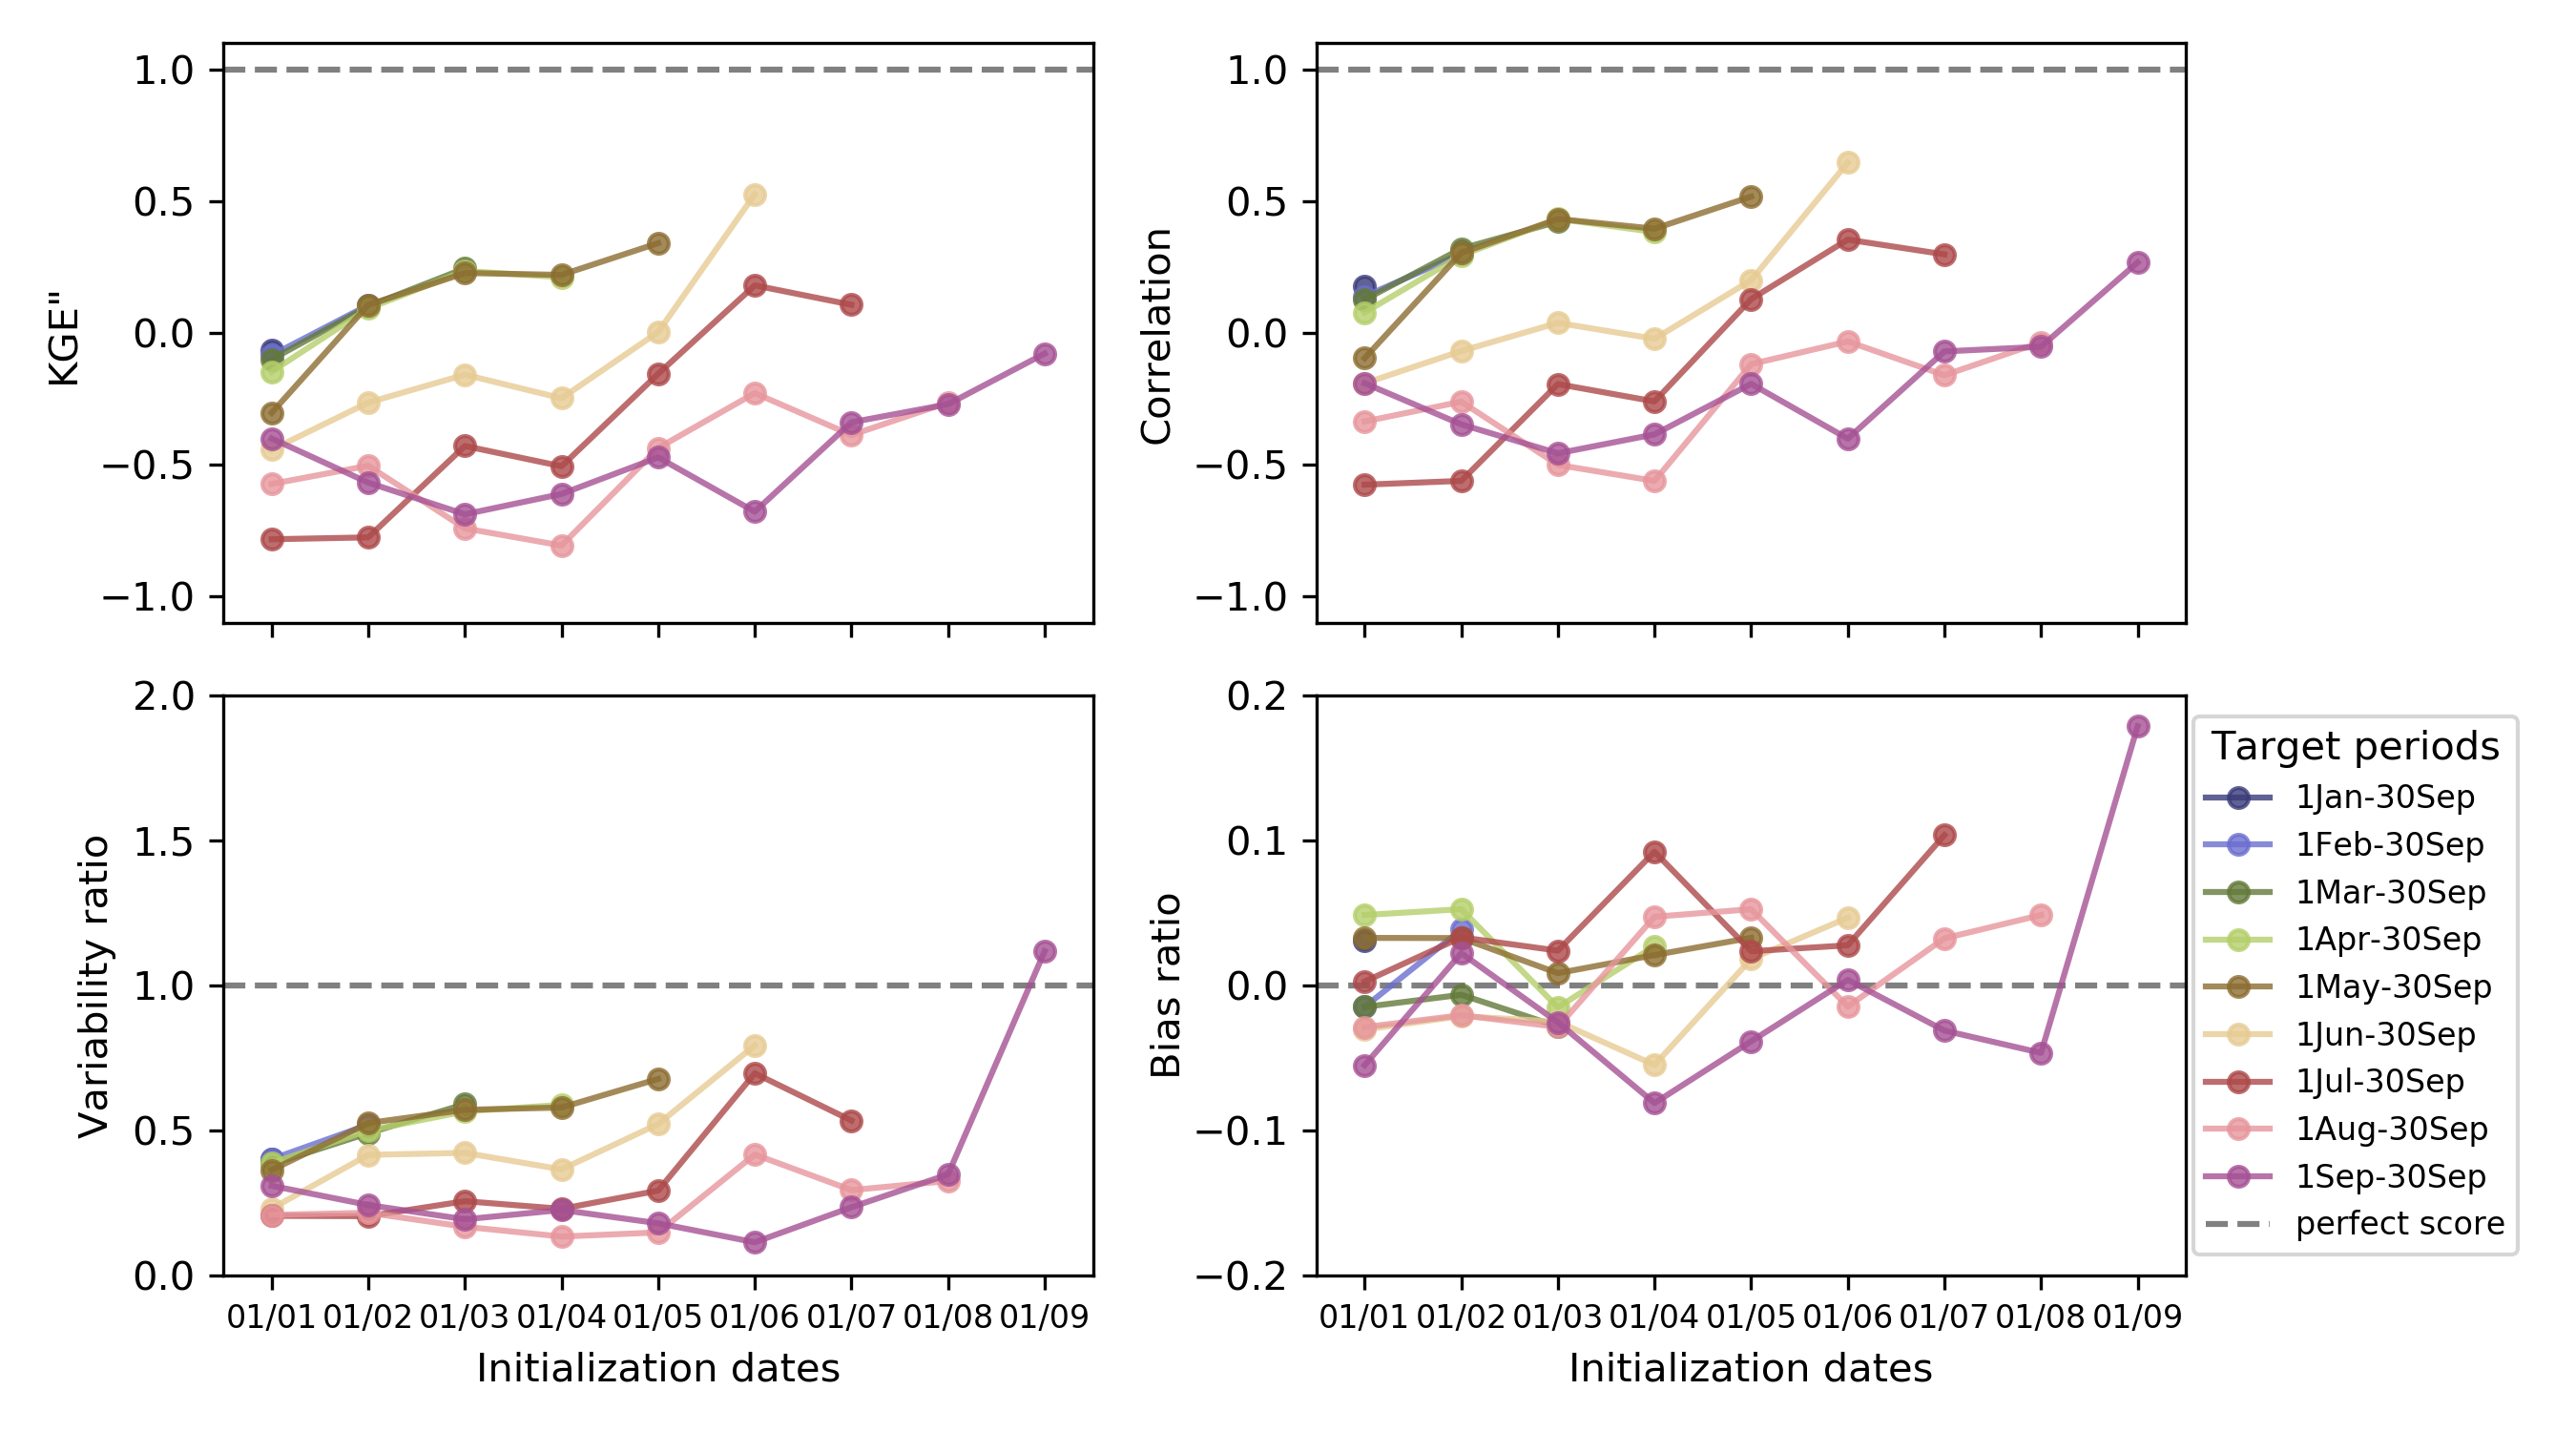 1.0
0.5
0.0
−0.5
−1.0
KGE"
1.0
0.5
0.0
−0.5
−1.0
Correlation
2.0
1.5
1.0
0.5
0.0
Variability ratio
01/01 01/02 01/03 01/04 01/05 01/06 01/07 01/08 01/09
Initialization dates
0.2
0.1
0.0
−0.1
−0.2
Bias ratio
01/01 01/02 01/03 01/04 01/05 01/06 01/07 01/08 01/09
Initialization dates
Target periods
1Jan-30Sep
1Feb-30Sep
1Mar-30Sep
1Apr-30Sep
1May-30Sep
1Jun-30Sep
1Jul-30Sep
1Aug-30Sep
1Sep-30Sep
perfect score